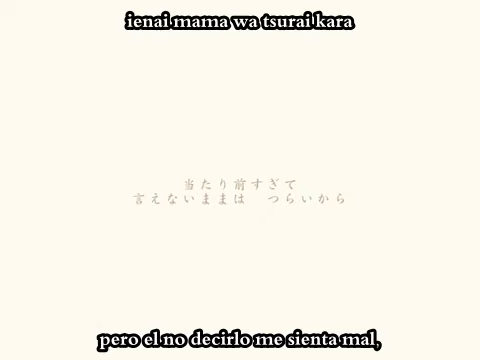 ienai mama wa tsurai kara
当たり前すぎて
言えないままは　つらいから
pero el no decirlo me sienta mal,